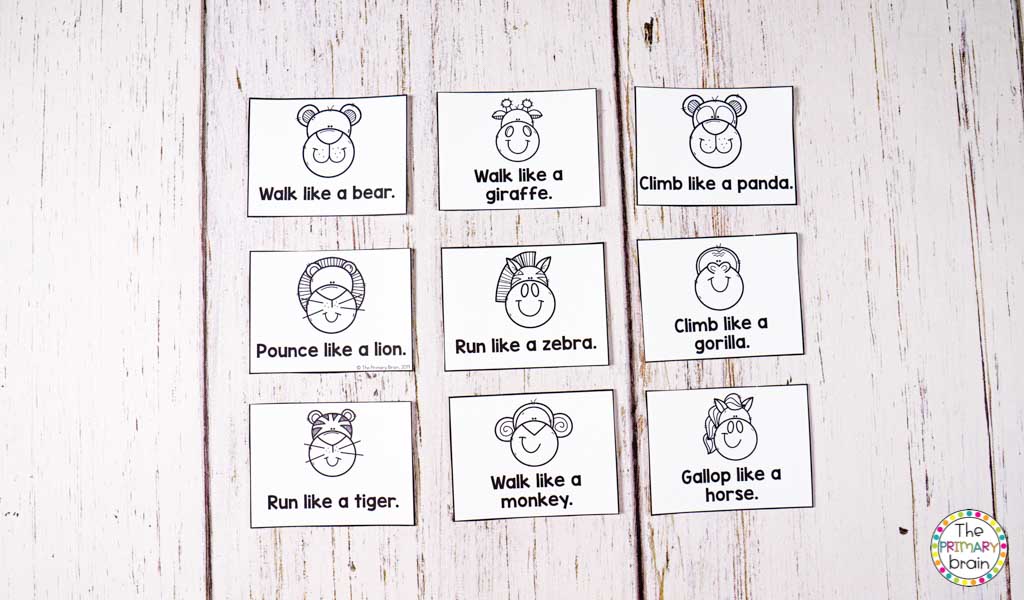 Walk like a bear.
Walk like a
giraffe.
Climb like a panda.
Pounce like a lion.
© The Primary Brain, 2019
Run like a zebra.
Climb like a
gorilla.
Run like a tiger.
Walk like a
monkey.
Gallop like a
horse.
The
PRIMARY
brain